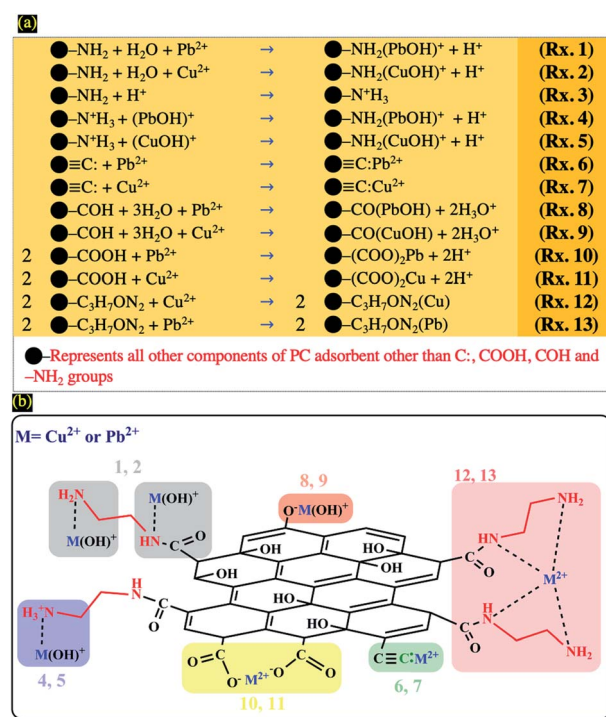 (a)
●–NH₂ + H₂O + Pb²⁺ → ●–NH₂(PbOH)⁺ + H⁺ (Rx. 1)
●–NH₂ + H₂O + Cu²⁺ → ●–NH₂(CuOH)⁺ + H⁺ (Rx. 2)
●–NH₂ + H⁺ → ●–N⁺H₃ (Rx. 3)
●–N⁺H₃ + (PbOH)⁺ → ●–NH₂(PbOH)⁺ + H⁺ (Rx. 4)
●–N⁺H₃ + (CuOH)⁺ → ●–NH₂(CuOH)⁺ + H⁺ (Rx. 5)
●≡C: + Pb²⁺ → ●≡C:Pb²⁺ (Rx. 6)
●≡C: + Cu²⁺ → ●≡C:Cu²⁺ (Rx. 7)
●–COH + 3H₂O + Pb²⁺ → ●–CO(PbOH) + 2H₃O⁺ (Rx. 8)
●–COH + 3H₂O + Cu²⁺ → ●–CO(CuOH) + 2H₃O⁺ (Rx. 9)
2 ●–COOH + Pb²⁺ → ●–(COO)₂Pb + 2H⁺ (Rx. 10)
2 ●–COOH + Cu²⁺ → ●–(COO)₂Cu + 2H⁺ (Rx. 11)
2 ●–C₃H₇ON₂ + Cu²⁺ → 2 ●–C₃H₇ON₂(Cu) (Rx. 12)
2 ●–C₃H₇ON₂ + Pb²⁺ → 2 ●–C₃H₇ON₂(Pb) (Rx. 13)
●–Represents all other components of PC adsorbent other than C:, COOH, COH and
–NH₂ groups
(b)
M= Cu²⁺ or Pb²⁺
1, 2
8, 9
12, 13
H₂N
M(OH)⁺
O⁻M(OH)⁺
NH₂
M(OH)⁺
HN
C
O
OH
HO
HN
OH
HO
OH
C
O
M²⁺
H
N
H₃⁺N
C
O
HO
HO
H
N
C
O
M(OH)⁺
O
C
O⁻
M²⁺
⁻O
C
O
C≡C:M²⁺
NH₂
4, 5
10, 11
6, 7